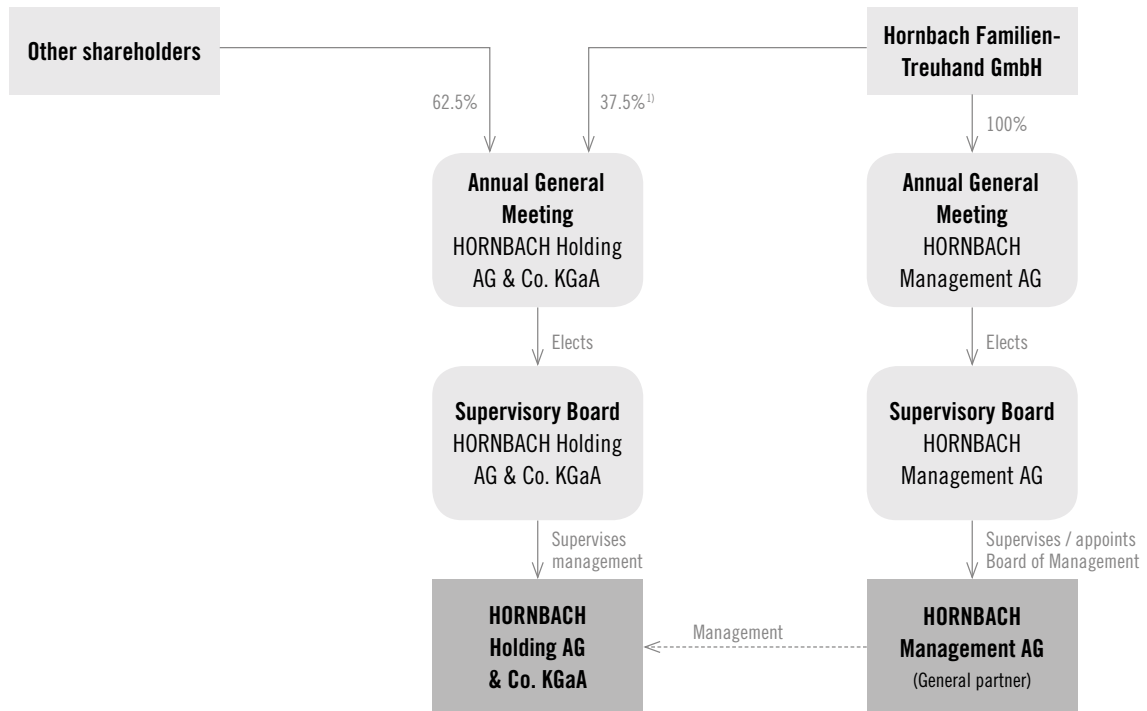 Other shareholders
Hornbach Familien-
Treuhand GmbH
62.5%
37.5% 1)
100%
Annual General
Meeting
HORNBACH Holding
AG & Co. KGaA
Annual General
Meeting
HORNBACH
Management AG
Elects
Elects
Supervisory Board
HORNBACH Holding
AG & Co. KGaA
Supervisory Board
HORNBACH
Management AG
Supervises
management
Supervises / appoints
Board of Management
HORNBACH
Holding AG
& Co. KGaA
Management
HORNBACH
Management AG
(General partner)